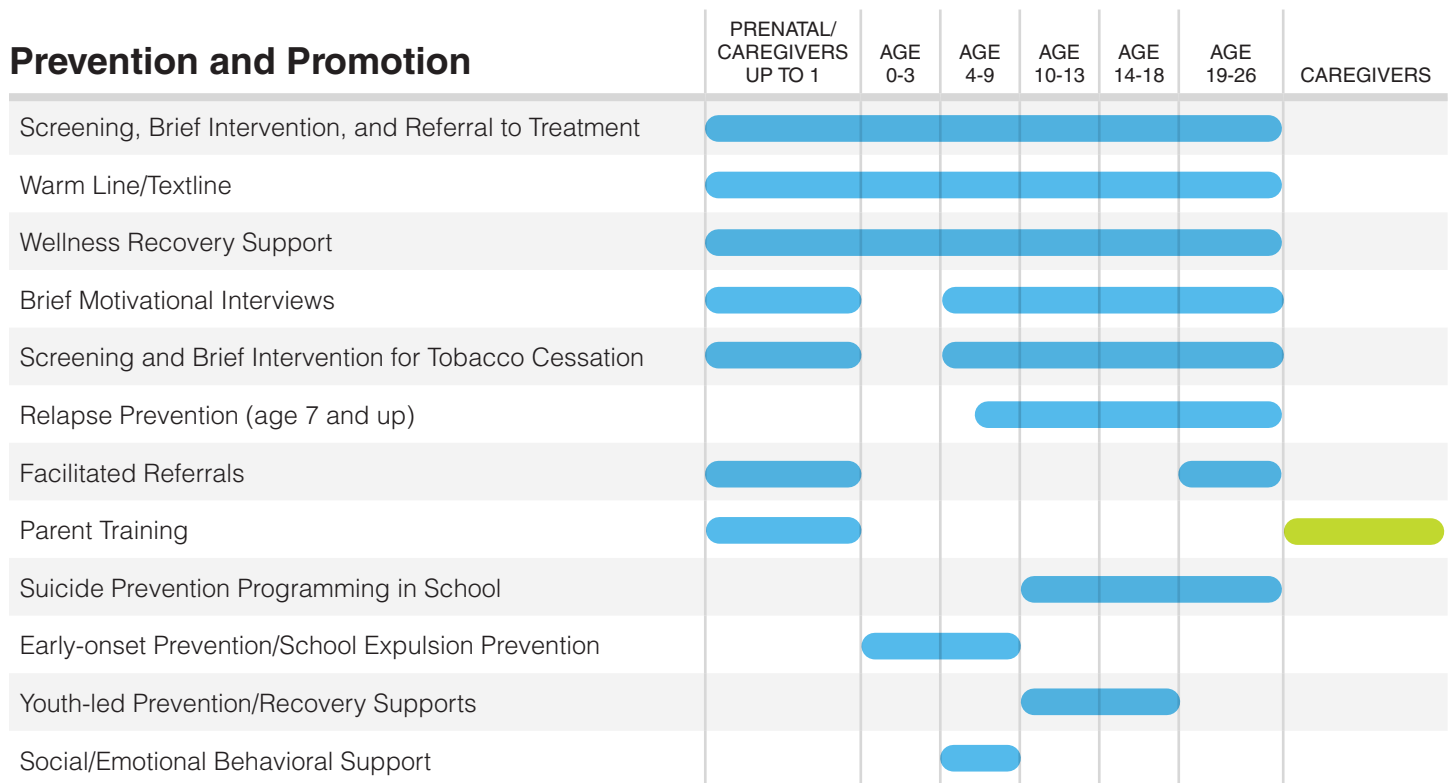 Prevention and Promotion
PRENATAL/
CAREGIVERS
UP TO 1
AGE
0-3
AGE
4-9
AGE
10-13
AGE
14-18
AGE
19-26
CAREGIVERS
Screening, Brief Intervention, and Referral to Treatment
Warm Line/Textline
Wellness Recovery Support
Brief Motivational Interviews
Screening and Brief Intervention for Tobacco Cessation
Relapse Prevention (age 7 and up)
Facilitated Referrals
Parent Training
Suicide Prevention Programming in School
Early-onset Prevention/School Expulsion Prevention
Youth-led Prevention/Recovery Supports
Social/Emotional Behavioral Support